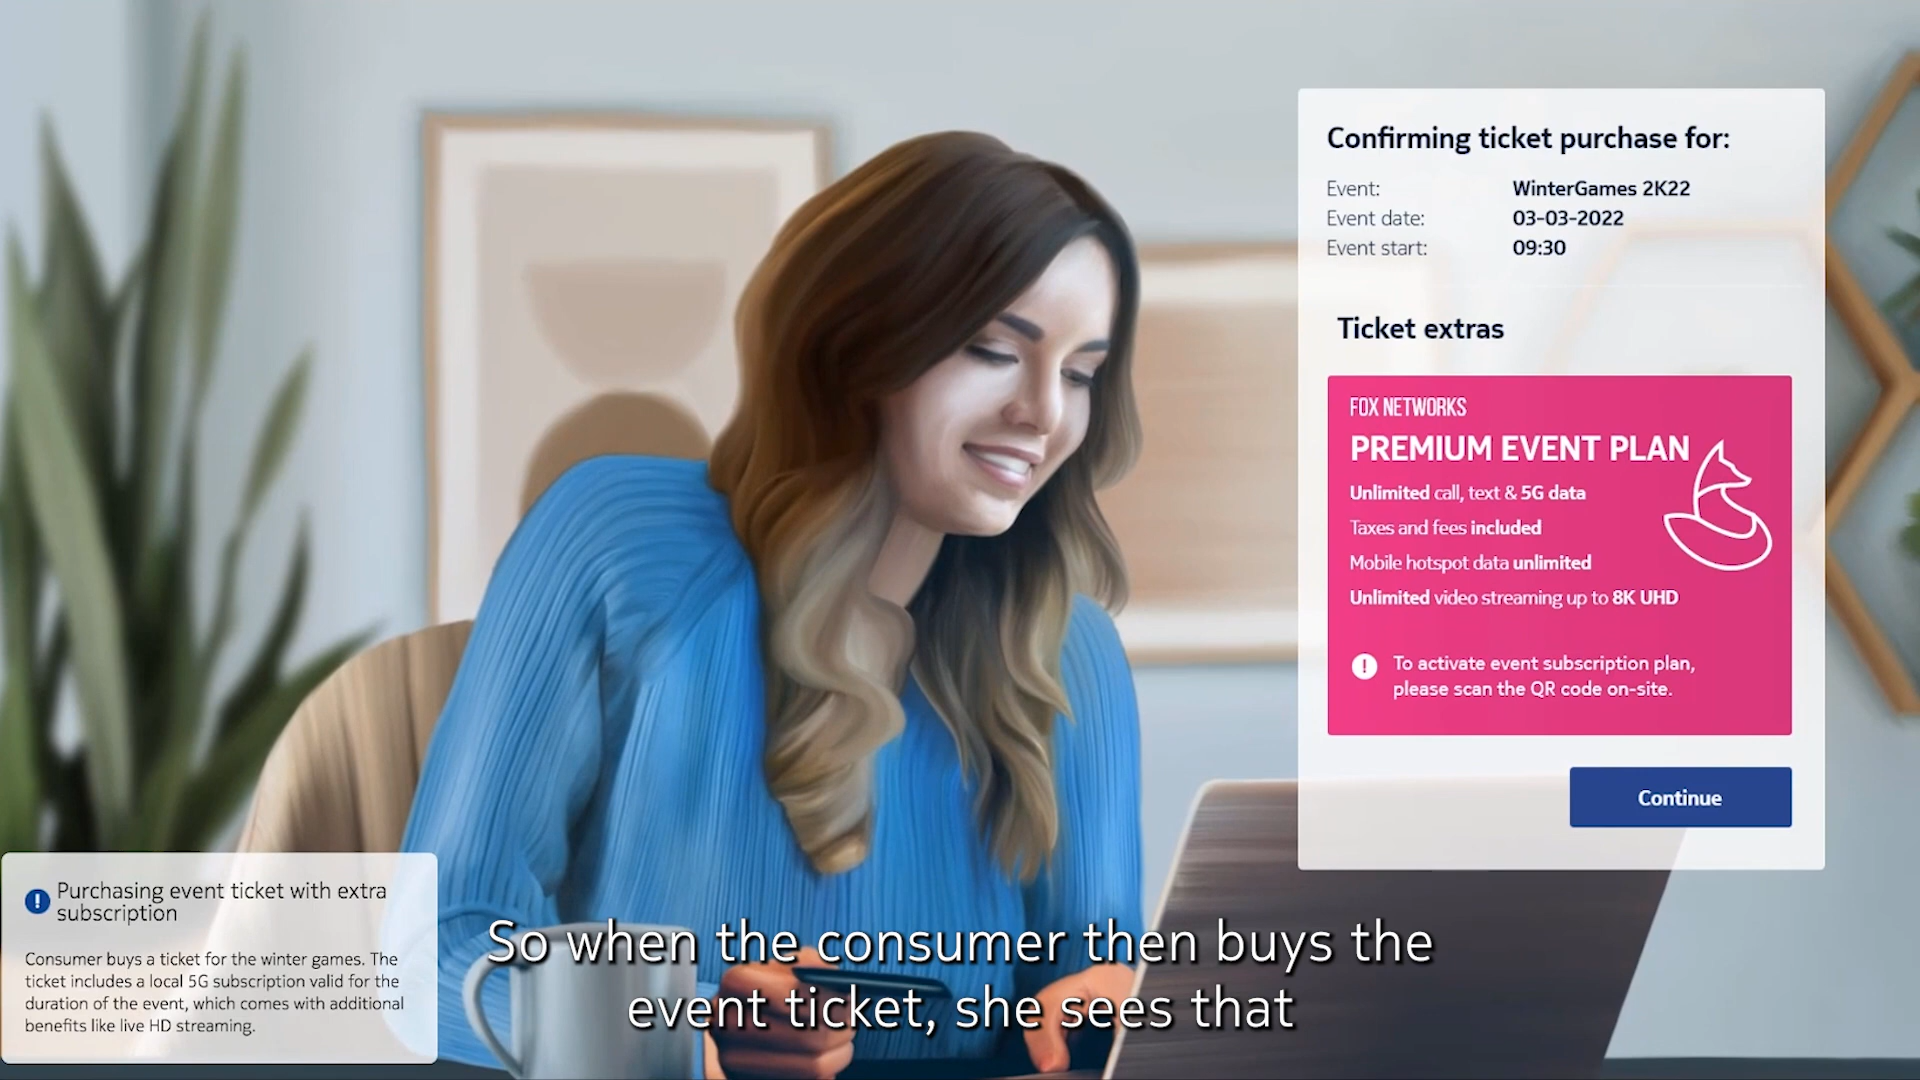 Confirming ticket purchase for:
Event: WinterGames 2K22
Event date: 03-03-2022
Event start: 09:30
Ticket extras
FOX NETWORKS
PREMIUM EVENT PLAN
Unlimited call, text & 5G data
Taxes and fees included
Mobile hotspot data unlimited
Unlimited video streaming up to 8K UHD
To activate event subscription plan,
please scan the QR code on-site.
Continue
Purchasing event ticket with extra
subscription
Consumer buys a ticket for the winter games. The
ticket includes a local 5G subscription valid for the
duration of the event, which comes with additional
benefits like live HD streaming.
So when the consumer then buys the
event ticket, she sees that